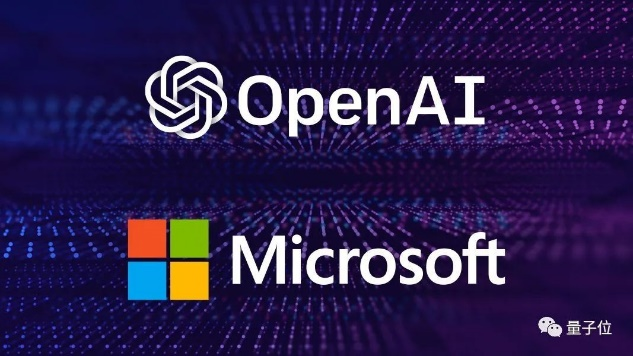 OpenAI
Microsoft
量子位